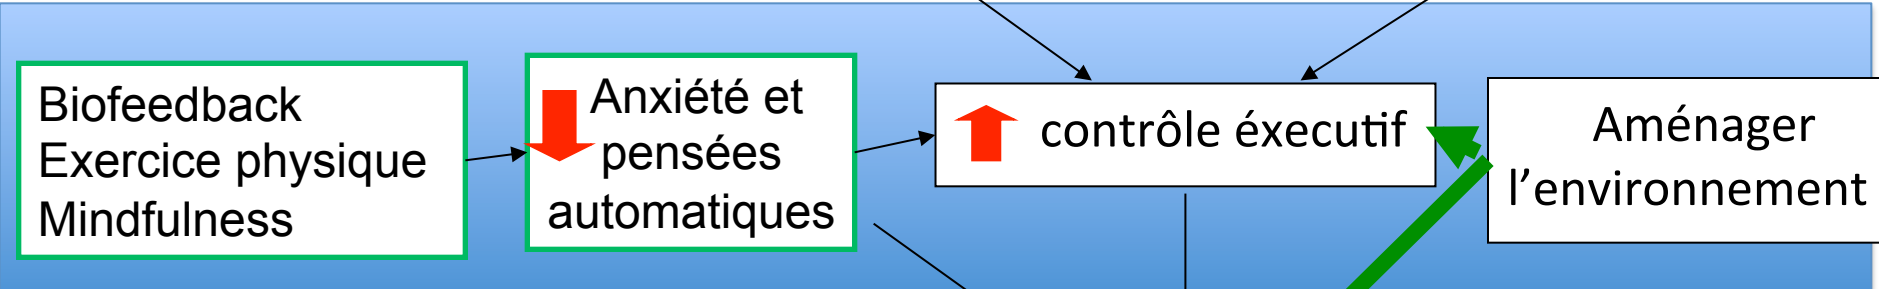 Biofeedback
Exercice physique
Mindfulness
Anxiété et
pensées
automatiques
contrôle éxecutif
Aménager
l’environnement